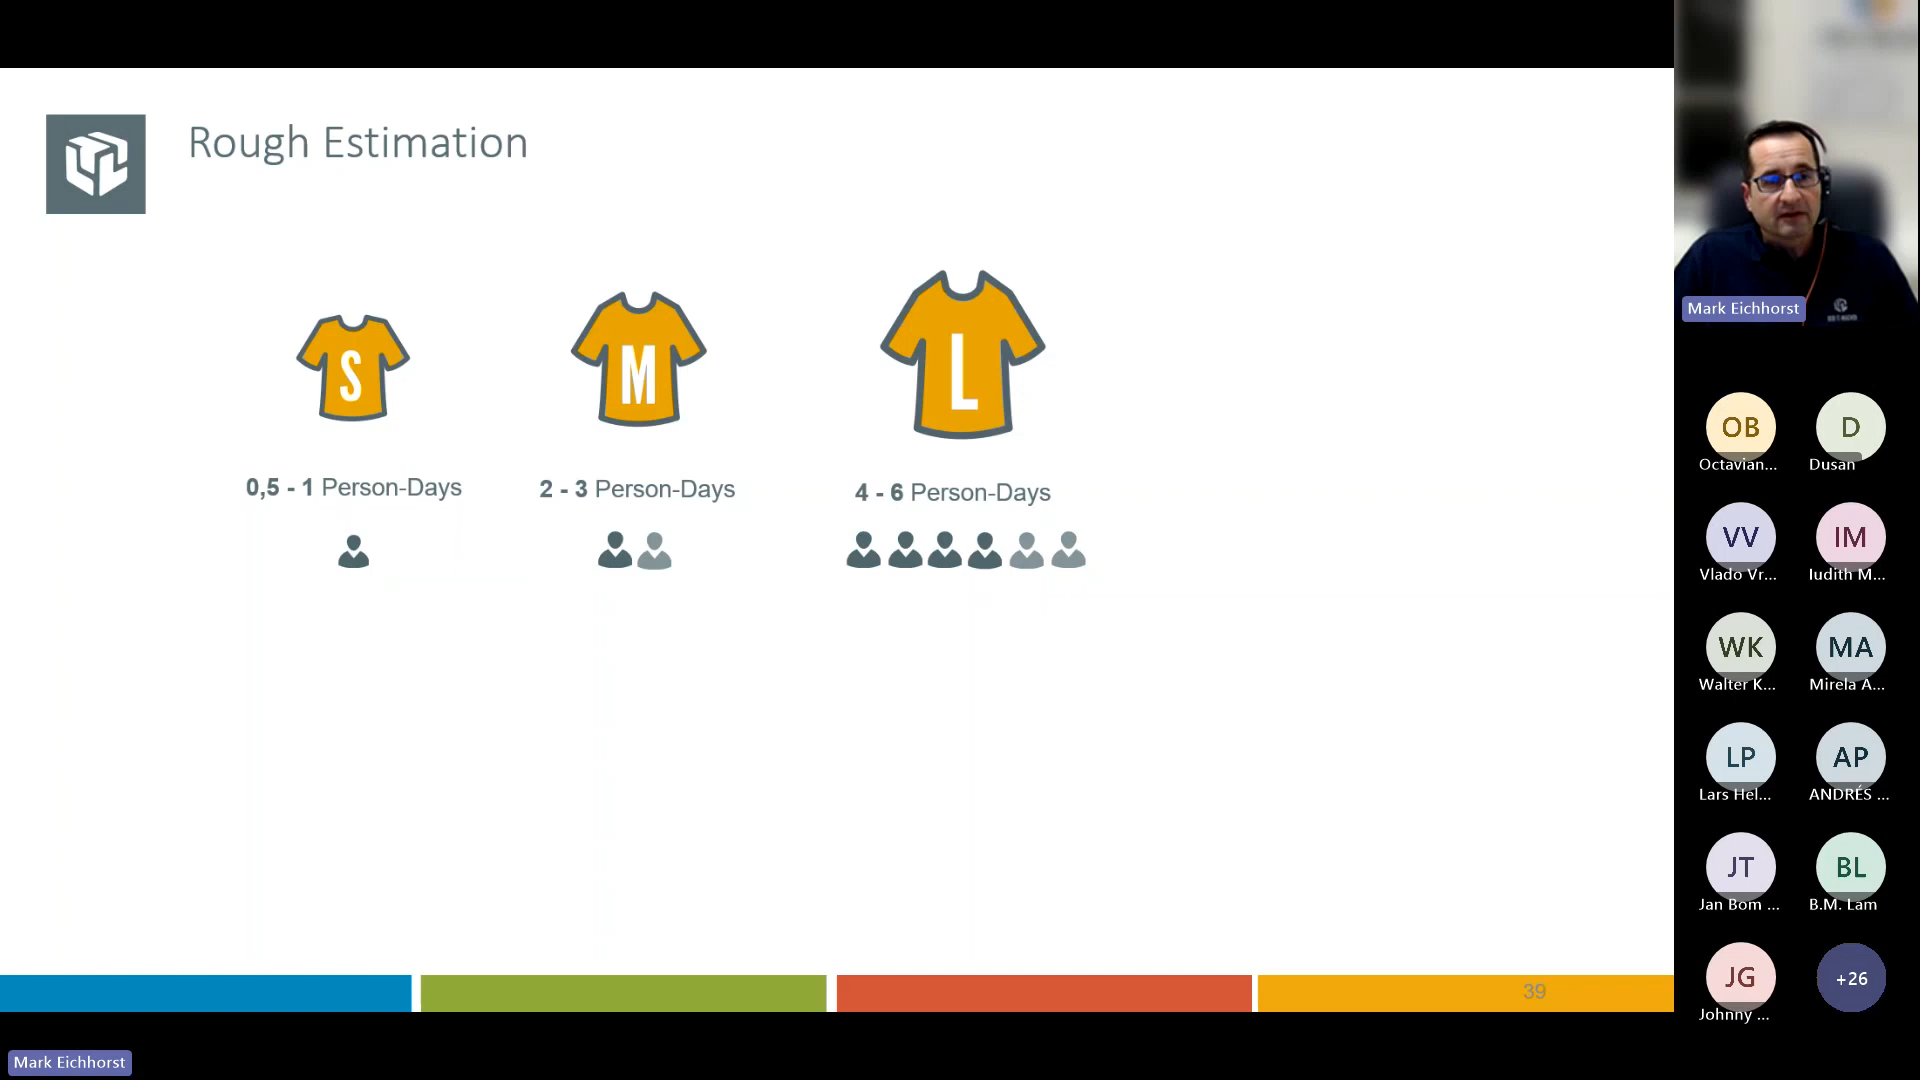 Rough Estimation
S
M
L
0,5 - 1 Person-Days
2 - 3 Person-Days
4 - 6 Person-Days
39
Mark Eichhorst
Mark Eichhorst
OB
Octavian...
D
Dusan
VV
Vlado Vr...
IM
Iudith M...
WK
Walter K...
MA
Mirela A...
LP
Lars Hel...
AP
ANDRÉS ...
JT
Jan Bom ...
BL
B.M. Lam
JG
Johnny ...
+26